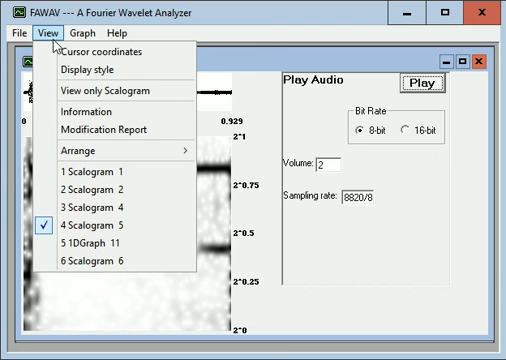 FAWAV --- A Fourier Wavelet Analyzer
File View Graph Help
Cursor coordinates
Display style
View only Scalogram
Information
Modification Report
Arrange
1 Scalogram 1
2 Scalogram 2
3 Scalogram 4
4 Scalogram 5
5 1DGraph 11
6 Scalogram 6
0
0.929
2^1
2^0.75
2^0.5
2^0.25
2^0
Play Audio
Play
Bit Rate
8-bit 16-bit
Volume: 2
Sampling rate: 8820/8